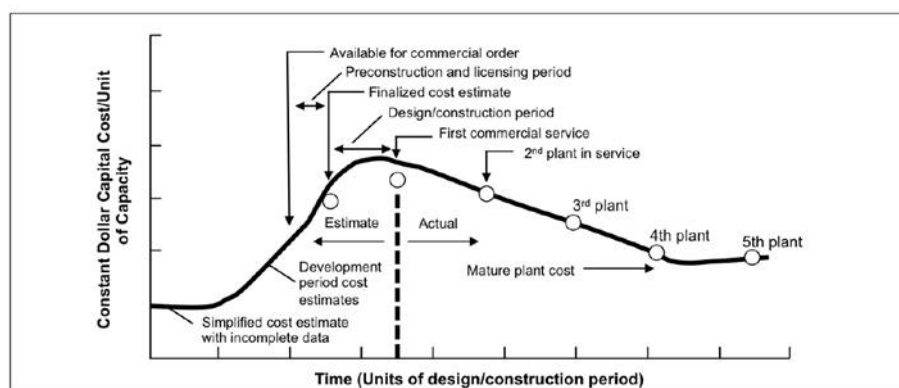 Available for commercial order
Preconstruction and licensing period
Finalized cost estimate
Design/construction period
First commercial service
2nd plant in service
3rd plant
4th plant
5th plant
Estimate
Actual
Mature plant cost
Development
period cost
estimates
Simplified cost estimate
with incomplete data
Constant Dollar Capital Cost/Unit
of Capacity
Time (Units of design/construction period)